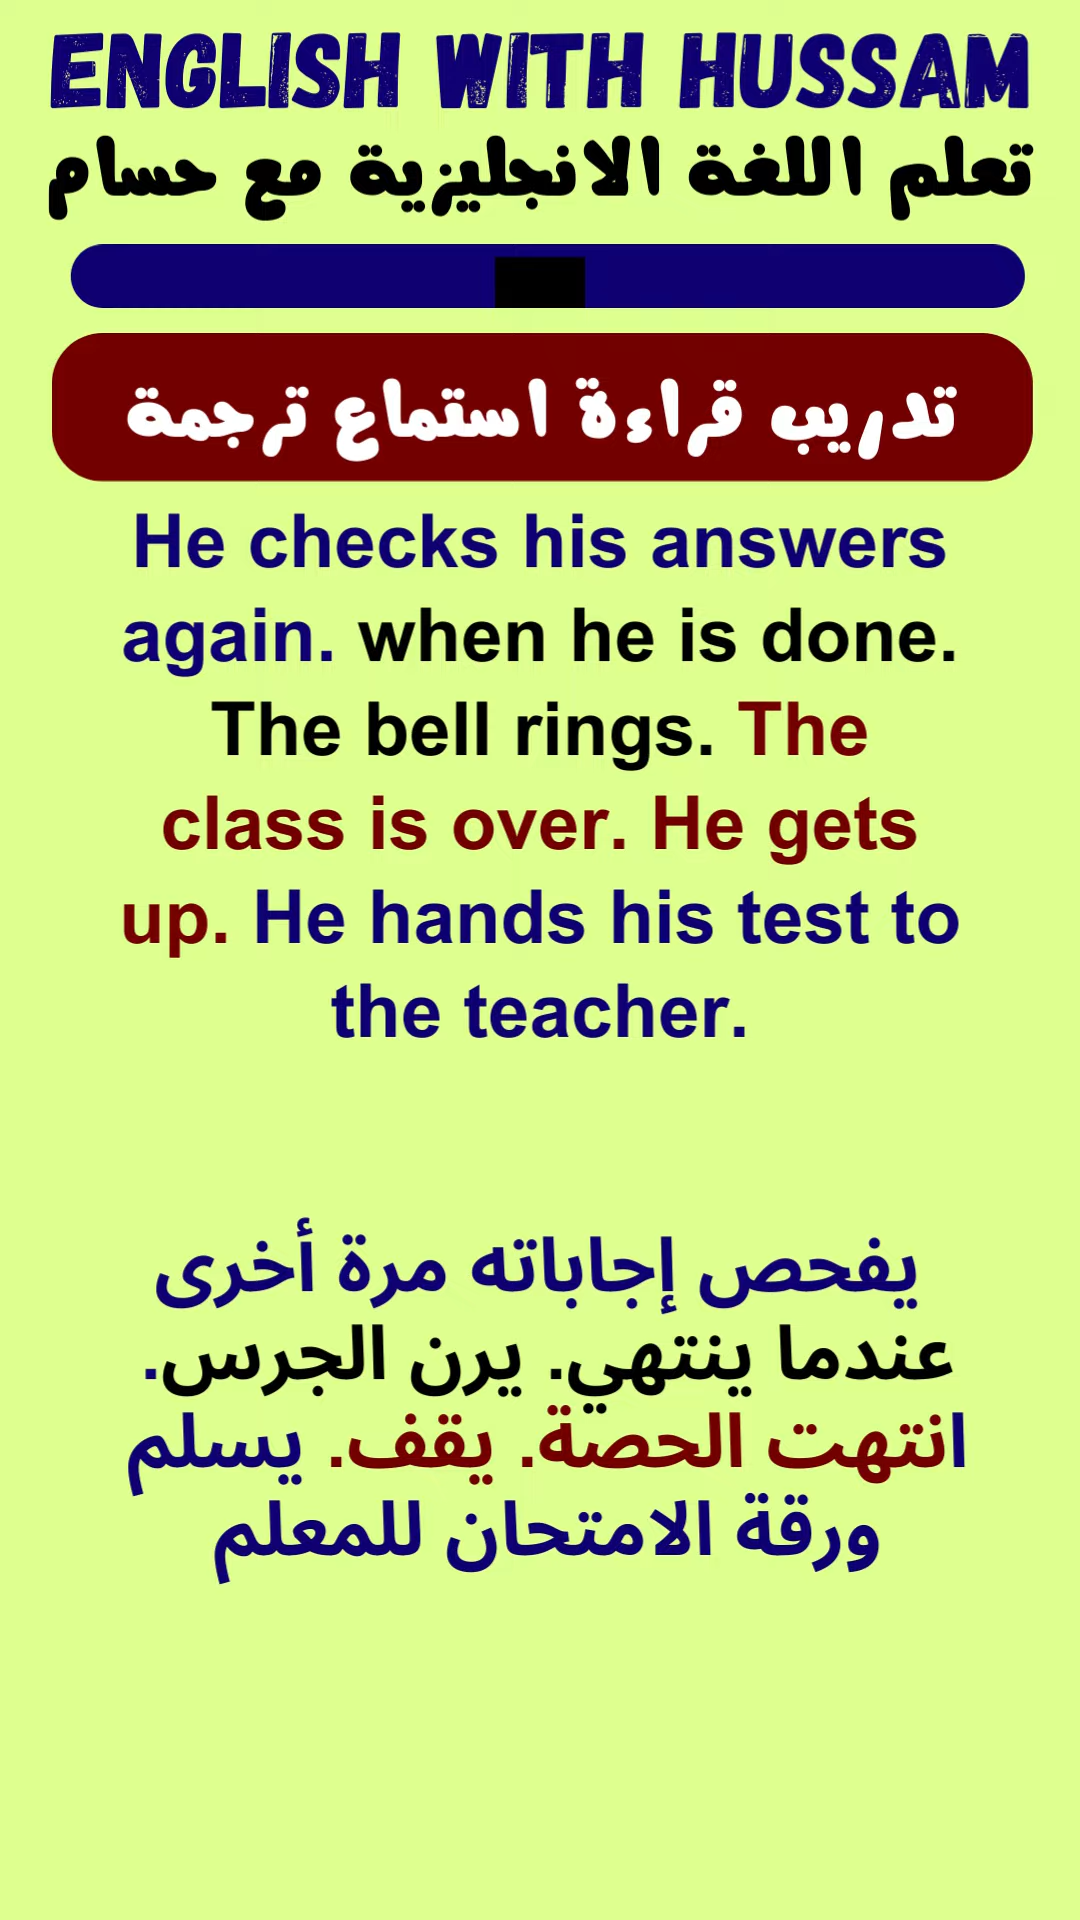 ENGLISH WITH HUSSAM
تعلم اللغة الانجليزية مع حسام
تدريب قراءة استماع ترجمة
He checks his answers
again. when he is done.
The bell rings. The
class is over. He gets
up. He hands his test to
the teacher.
يفحص إجاباته مرة أخرى
عندما ينتهي. يرن الجرس.
انتهت الحصة. يقف. يسلم
ورقة الامتحان للمعلم